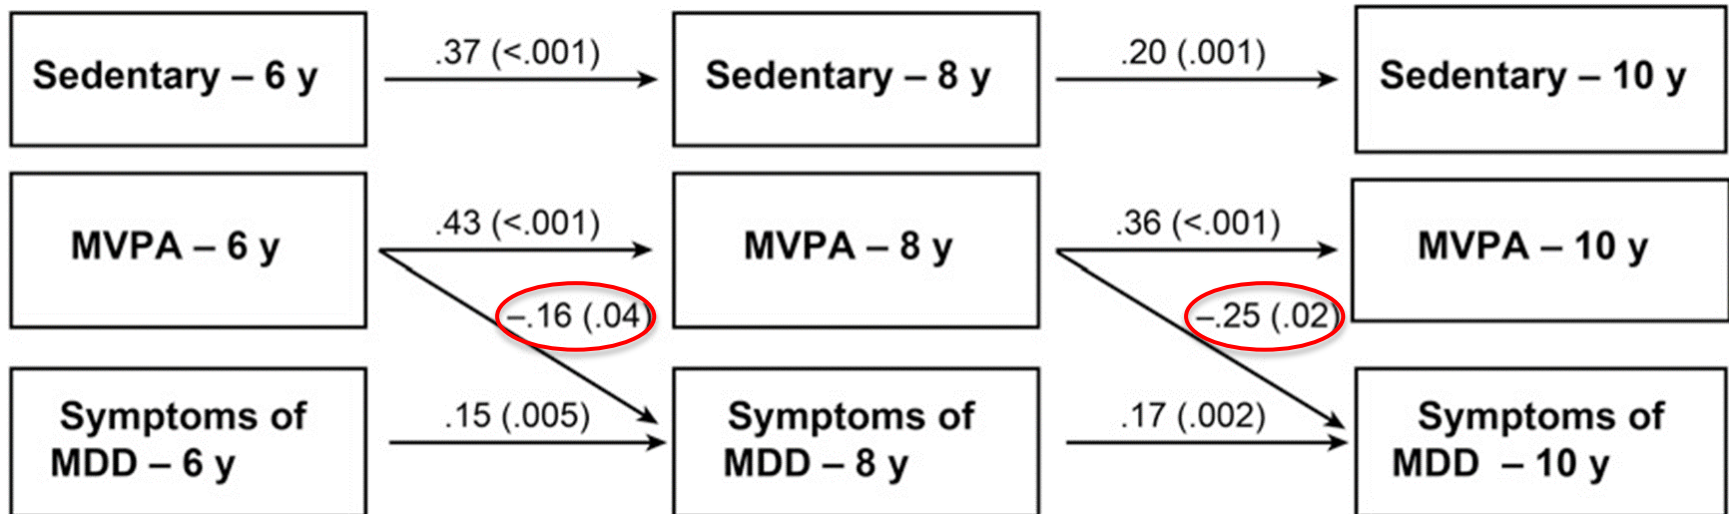 Sedentary – 6 y
.37 (<.001)
Sedentary – 8 y
.20 (.001)
Sedentary – 10 y
MVPA – 6 y
.43 (<.001)
MVPA – 8 y
.36 (<.001)
MVPA – 10 y
–.16 (.04)
–.25 (.02)
Symptoms of
MDD – 6 y
.15 (.005)
Symptoms of
MDD – 8 y
.17 (.002)
Symptoms of
MDD – 10 y